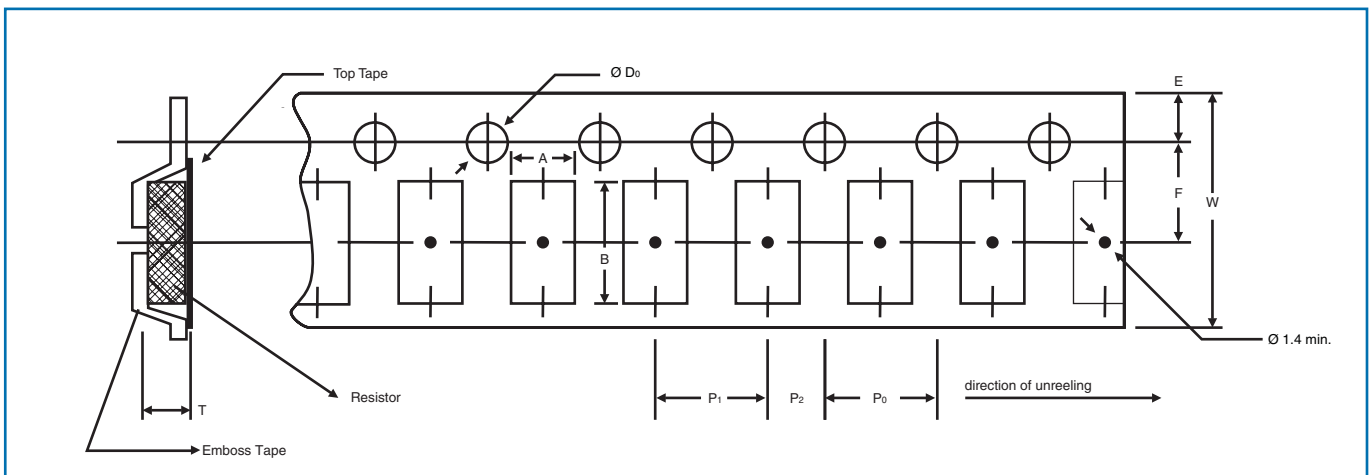 Top Tape
Ø D₀
E
A
F
W
B
Ø 1.4 min.
direction of unreeling
P₁
P₂
P₀
Resistor
T
Emboss Tape